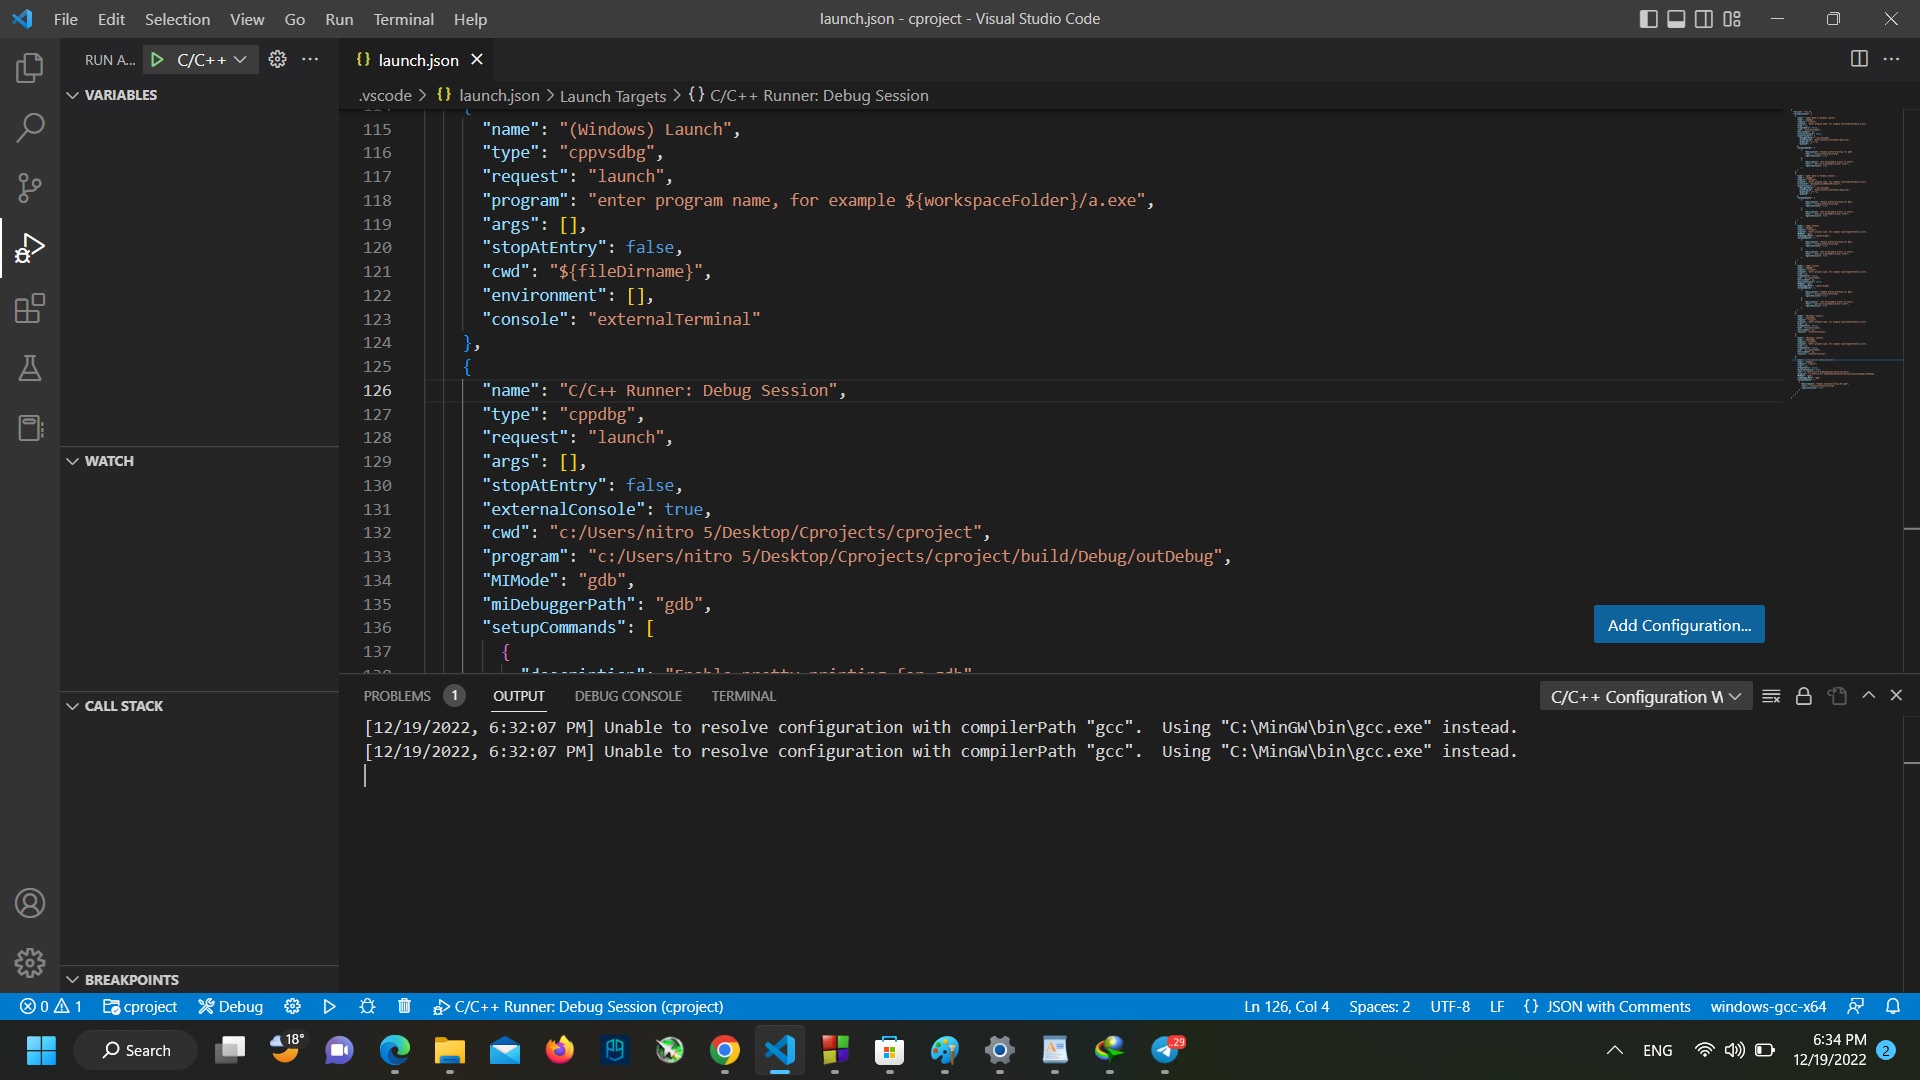 File Edit Selection View Go Run Terminal Help
launch.json - cproject - Visual Studio Code
RUN A... C/C++
launch.json
VARIABLES
.vscode > {} launch.json > Launch Targets > {} C/C++ Runner: Debug Session
115 "name": "(Windows) Launch",
116 "type": "cppvsdbg",
117 "request": "launch",
118 "program": "enter program name, for example ${workspaceFolder}/a.exe",
119 "args": [],
120 "stopAtEntry": false,
121 "cwd": "${fileDirname}",
122 "environment": [],
123 "console": "externalTerminal"
124 },
125 {
126 "name": "C/C++ Runner: Debug Session",
127 "type": "cppdbg",
128 "request": "launch",
129 "args": [],
130 "stopAtEntry": false,
131 "externalConsole": true,
132 "cwd": "c:/Users/nitro 5/Desktop/Cprojects/cproject",
133 "program": "c:/Users/nitro 5/Desktop/Cprojects/cproject/build/Debug/outDebug",
134 "MIMode": "gdb",
135 "miDebuggerPath": "gdb",
136 "setupCommands": [
137 {
Add Configuration...
WATCH
CALL STACK
BREAKPOINTS
PROBLEMS 1 OUTPUT DEBUG CONSOLE TERMINAL
C/C++ Configuration W
[12/19/2022, 6:32:07 PM] Unable to resolve configuration with compilerPath "gcc".  Using "C:\MinGW\bin\gcc.exe" instead.
[12/19/2022, 6:32:07 PM] Unable to resolve configuration with compilerPath "gcc".  Using "C:\MinGW\bin\gcc.exe" instead.
0 1 cproject Debug C/C++ Runner: Debug Session (cproject)
Ln 126, Col 4 Spaces: 2 UTF-8 LF {} JSON with Comments windows-gcc-x64
Search
18°
29
ENG
6:34 PM
12/19/2022
2